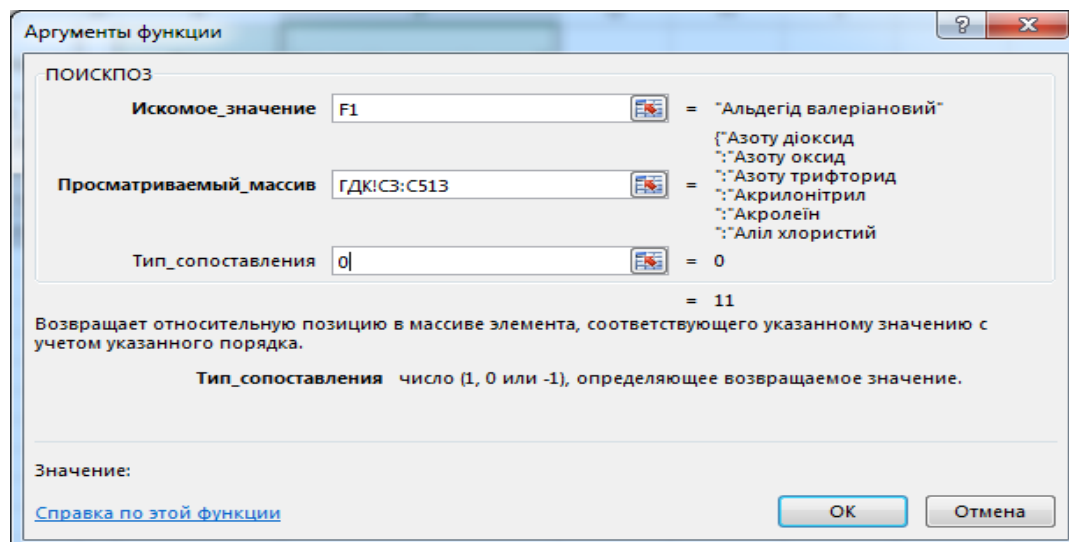 Аргументы функции
ПОИСКПОЗ
Искомое_значение F1 = "Альдегід валеріановий"
{"Азоту діоксид
":"Азоту оксид
Просматриваемый_массив ГДК!C3:C513 = ":"Азоту трифторид
":"Акрилонітрил
":"Акролеїн
":"Аліл хлористий
Тип_сопоставления 0 = 0
= 11
Возвращает относительную позицию в массиве элемента, соответствующего указанному значению с
учетом указанного порядка.
Тип_сопоставления число (1, 0 или -1), определяющее возвращаемое значение.
Значение:
Справка по этой функции
ОК Отмена